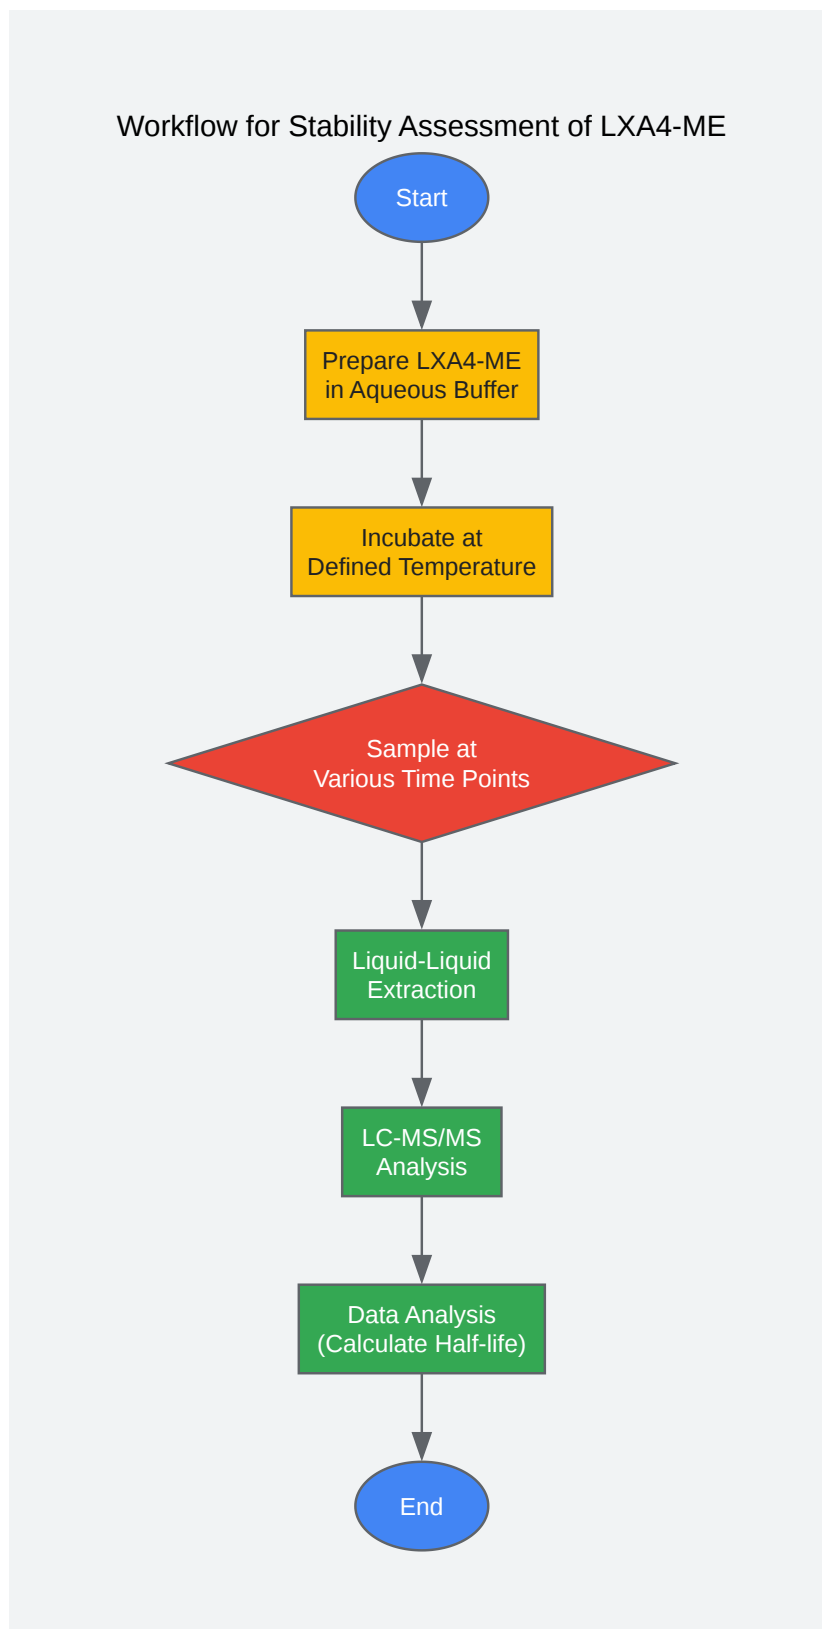 Workflow for Stability Assessment of LXA4-ME
Start
Prepare LXA4-ME
in Aqueous Buffer
Incubate at
Defined Temperature
Sample at
Various Time Points
Liquid-Liquid
Extraction
LC-MS/MS
Analysis
Data Analysis
(Calculate Half-life)
End